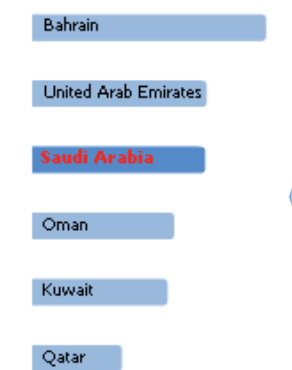 Bahrain
United Arab Emirates
Saudi Arabia
Oman
Kuwait
Qatar